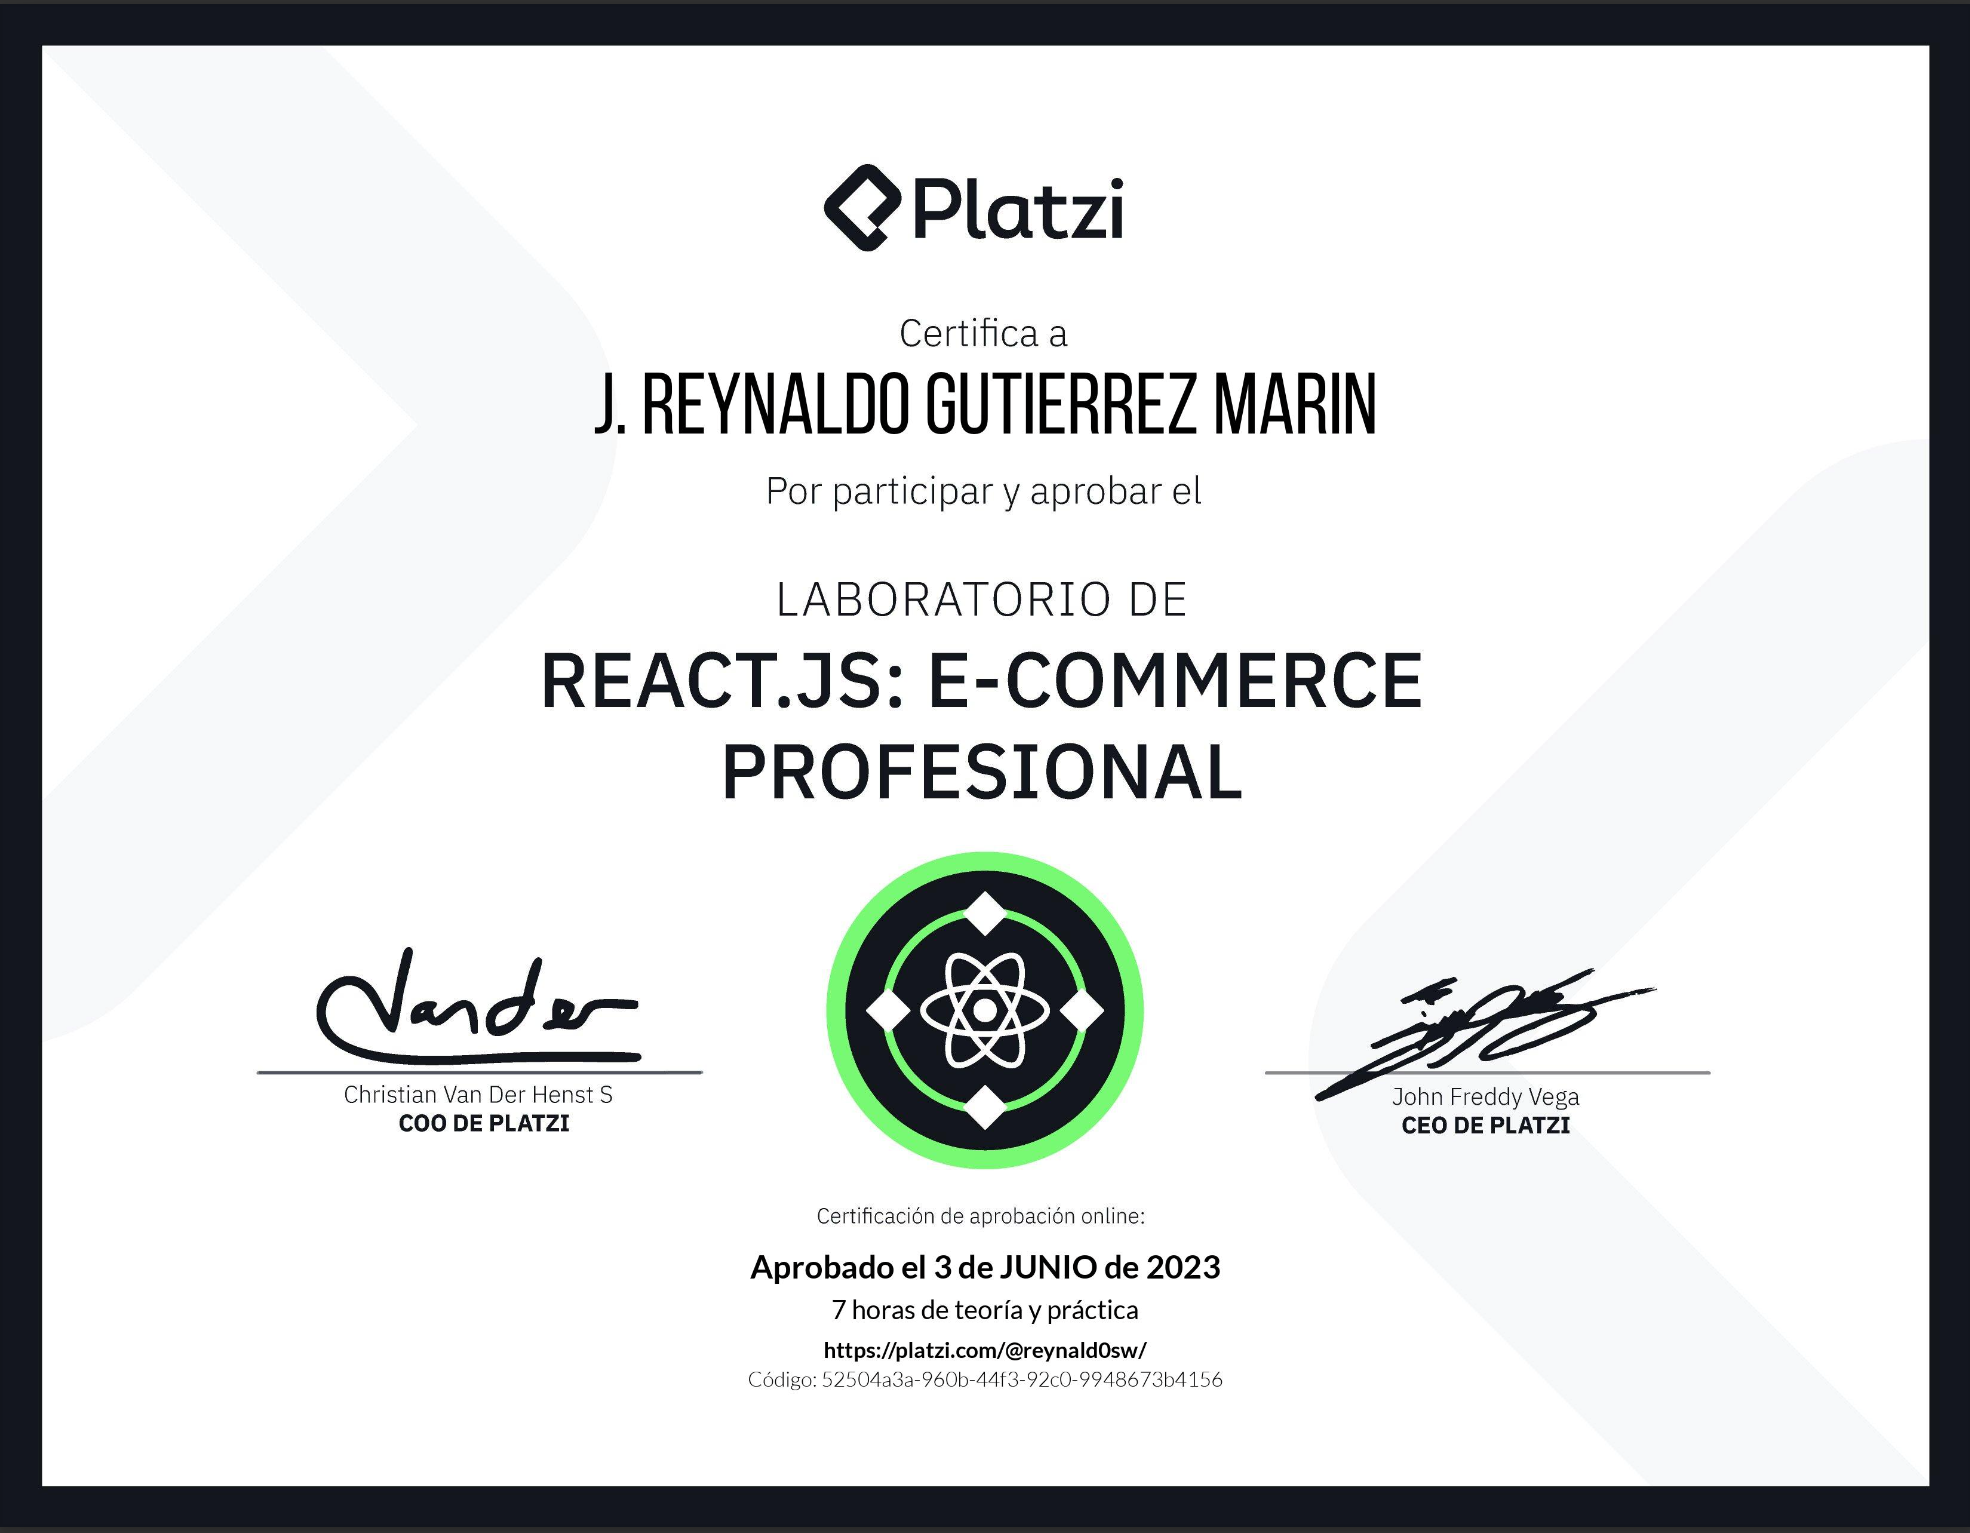 Platzi
Certifica a
J. REYNALDO GUTIERREZ MARIN
Por participar y aprobar el
LABORATORIO DE
REACT.JS: E-COMMERCE
PROFESIONAL
Vander
Christian Van Der Henst S
COO DE PLATZI
John Freddy Vega
CEO DE PLATZI
Certificación de aprobación online:
Aprobado el 3 de JUNIO de 2023
7 horas de teoría y práctica
https://platzi.com/@reynald0sw/
Código: 52504a3a-960b-44f3-92c0-9948673b4156